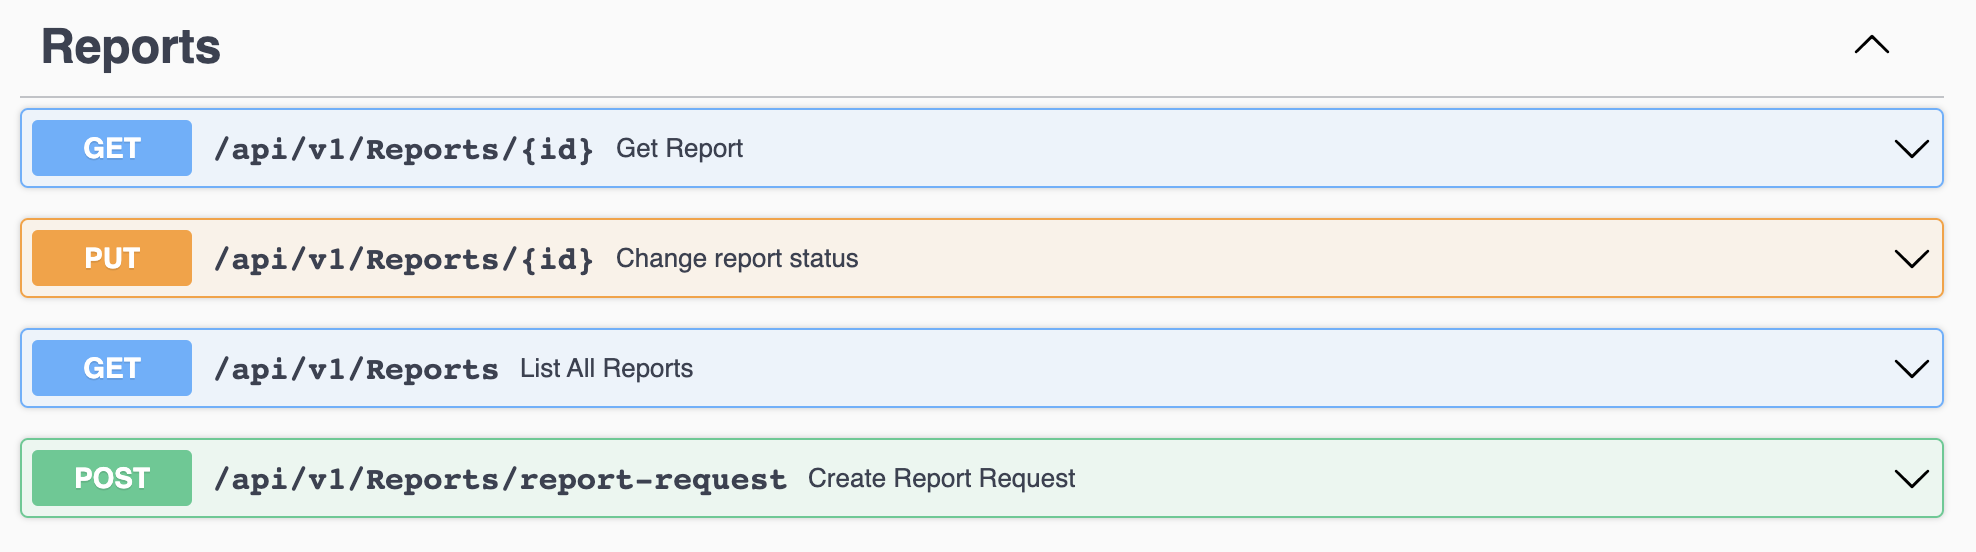 Reports
GET /api/v1/Reports/{id} Get Report
PUT /api/v1/Reports/{id} Change report status
GET /api/v1/Reports List All Reports
POST /api/v1/Reports/report-request Create Report Request